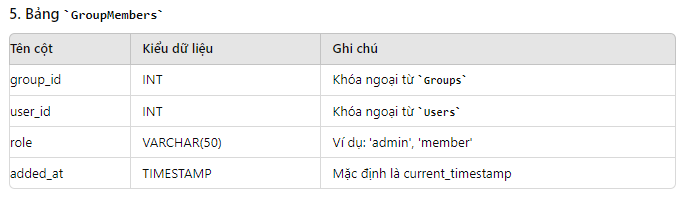 5. Bảng `GroupMembers`
Tên cột Kiểu dữ liệu Ghi chú
group_id INT Khóa ngoại từ `Groups`
user_id INT Khóa ngoại từ `Users`
role VARCHAR(50) Ví dụ: 'admin', 'member'
added_at TIMESTAMP Mặc định là current_timestamp